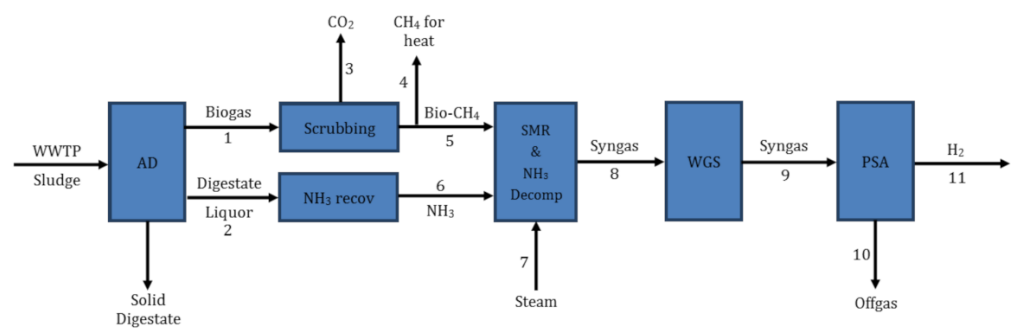 CO₂
CH₄ for
heat
3
4
Biogas
1
Scrubbing
Bio-CH₄
5
WWTP
Sludge
AD
Digestate
Liquor
2
NH₃ recov
6
NH₃
SMR
&
NH₃
Decomp
7
Steam
Syngas
8
WGS
Syngas
9
PSA
H₂
11
10
Offgas
Solid
Digestate